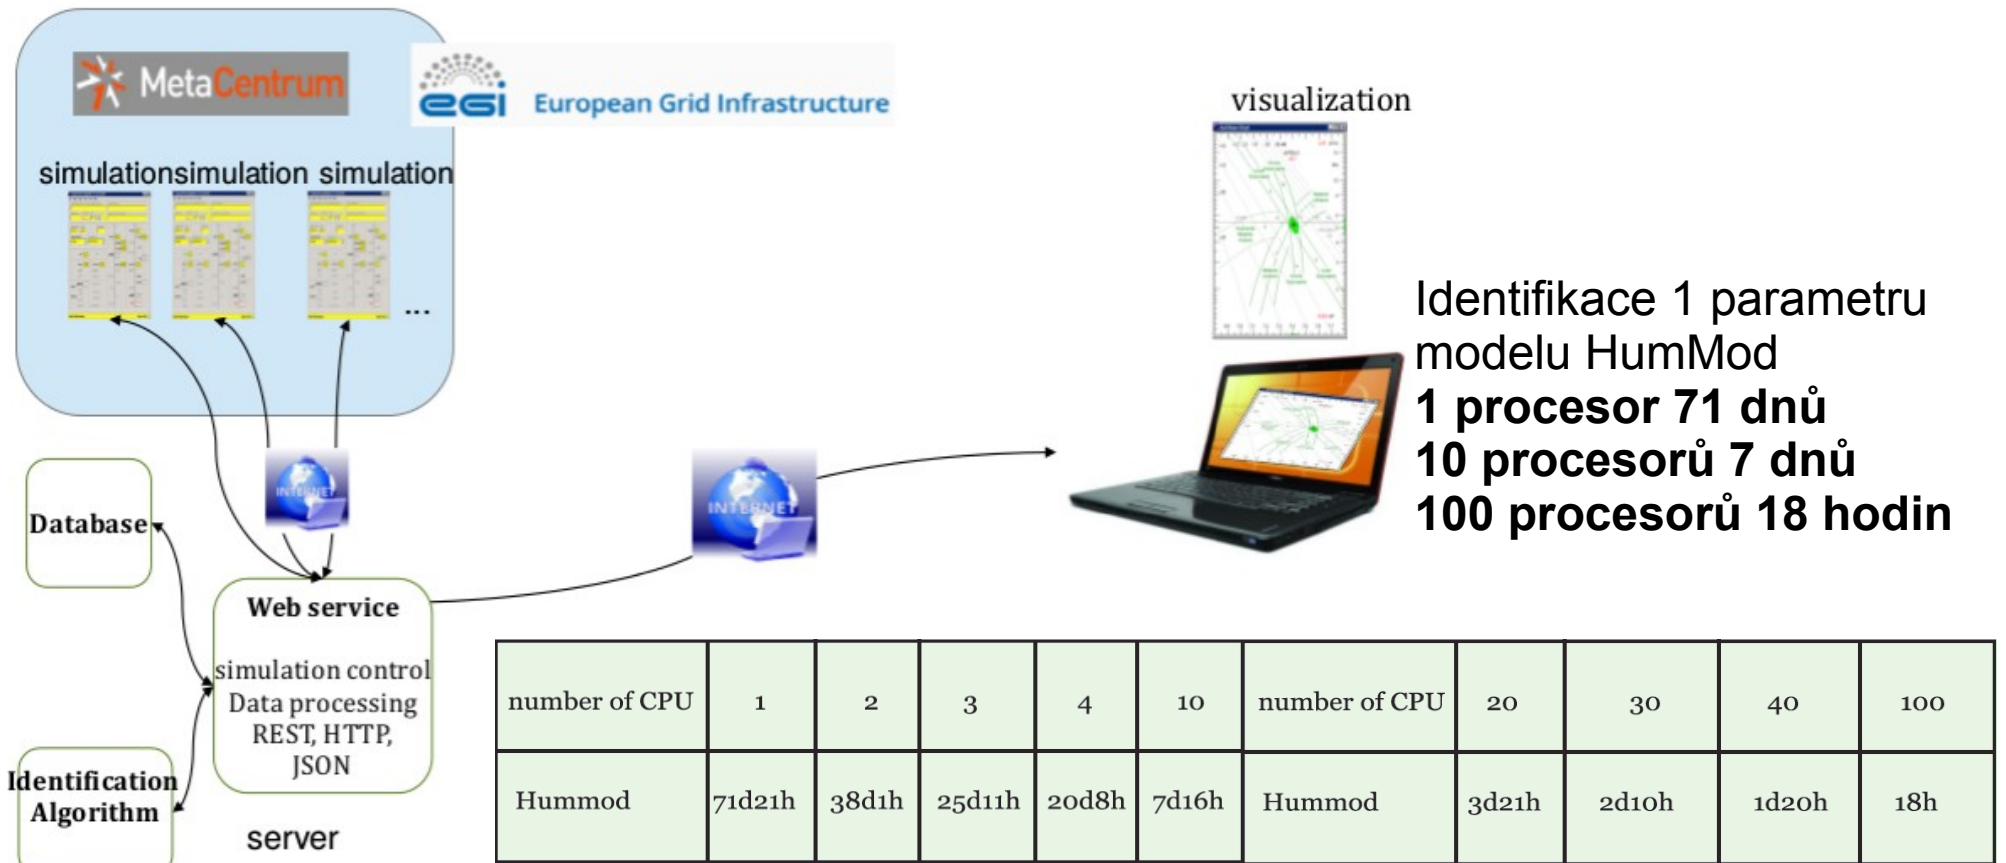 MetaCentrum
egi European Grid Infrastructure
simulation simulation simulation
...
visualization
Identifikace 1 parametru
modelu HumMod
1 procesor 71 dnů
10 procesorů 7 dnů
100 procesorů 18 hodin
INTERNET
INTERNET
Database
Web service
simulation control
Data processing
REST, HTTP,
JSON
Identification
Algorithm
server
number of CPU 1 2 3 4 10 number of CPU 20 30 40 100
Hummod 71d21h 38d1h 25d11h 20d8h 7d16h Hummod 3d21h 2d10h 1d20h 18h